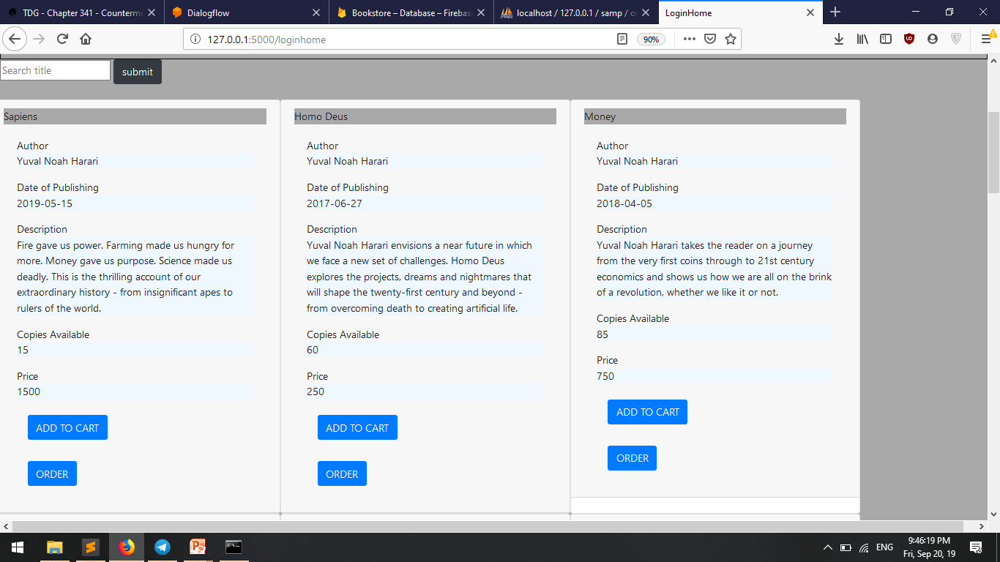 TDG - Chapter 341 - Counterme
Dialogflow
Bookstore – Database – Firebas
localhost / 127.0.0.1 / samp / o
LoginHome
127.0.0.1:5000/loginhome
90%
Search title
submit
Sapiens
Author
Yuval Noah Harari
Date of Publishing
2019-05-15
Description
Fire gave us power. Farming made us hungry for
more. Money gave us purpose. Science made us
deadly. This is the thrilling account of our
extraordinary history - from insignificant apes to
rulers of the world.
Copies Available
15
Price
1500
ADD TO CART
ORDER
Homo Deus
Author
Yuval Noah Harari
Date of Publishing
2017-06-27
Description
Yuval Noah Harari envisions a near future in which
we face a new set of challenges. Homo Deus
explores the projects, dreams and nightmares that
will shape the twenty-first century and beyond -
from overcoming death to creating artificial life.
Copies Available
60
Price
250
ADD TO CART
ORDER
Money
Author
Yuval Noah Harari
Date of Publishing
2018-04-05
Description
Yuval Noah Harari takes the reader on a journey
from the very first coins through to 21st century
economics and shows us how we are all on the brink
of a revolution, whether we like it or not.
Copies Available
85
Price
750
ADD TO CART
ORDER
ENG
9:46:19 PM
Fri, Sep 20, 19